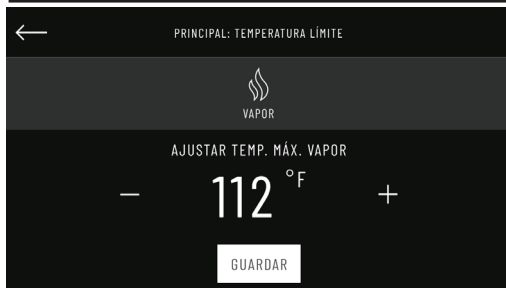 PRINCIPAL: TEMPERATURA LÍMITE
VAPOR
AJUSTAR TEMP. MÁX. VAPOR
− 112 °F +
GUARDAR